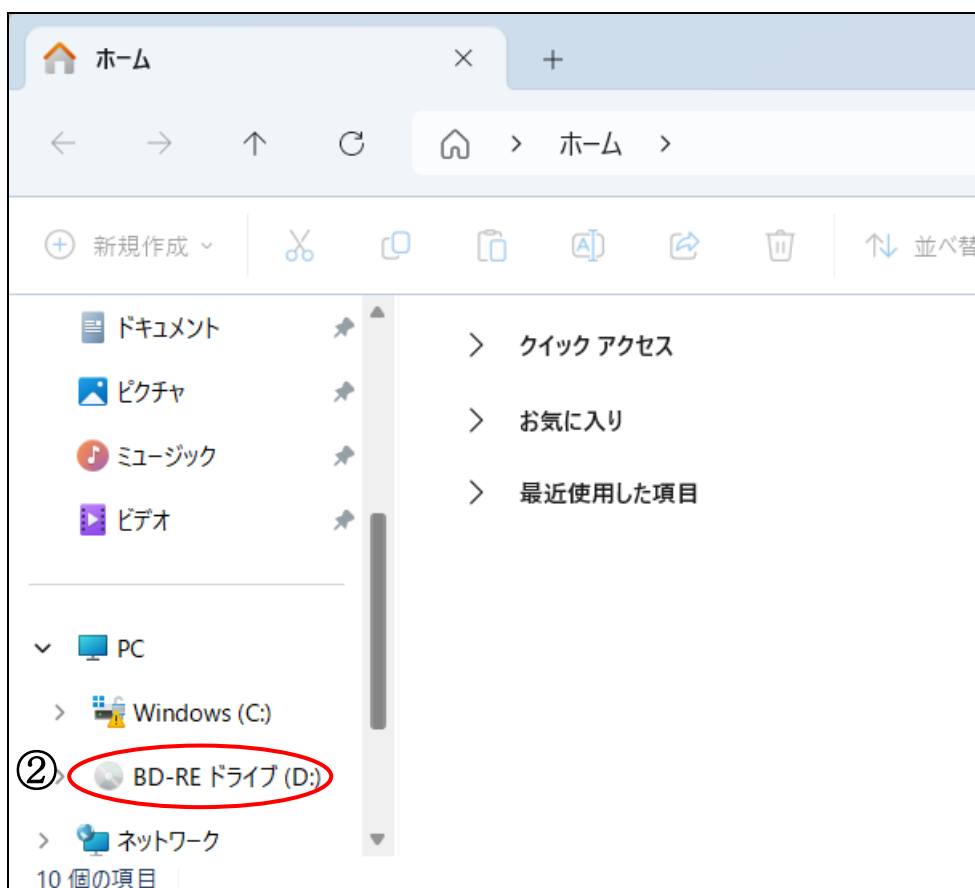 ホーム
ホーム
新規作成
並べ替
ドキュメント
クイック アクセス
ピクチャ
お気に入り
ミュージック
最近使用した項目
ビデオ
PC
Windows (C:)
② BD-RE ドライブ (D:)
ネットワーク
10 個の項目